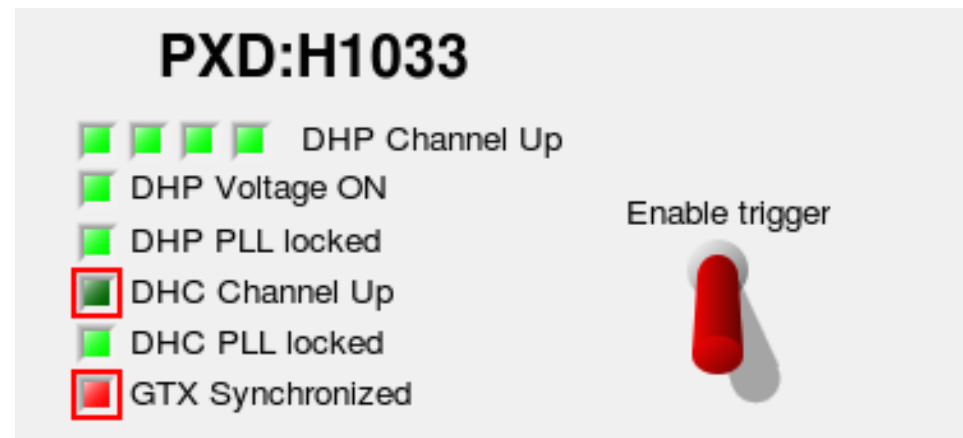 PXD:H1033
DHP Channel Up
DHP Voltage ON
Enable trigger
DHP PLL locked
DHC Channel Up
DHC PLL locked
GTX Synchronized